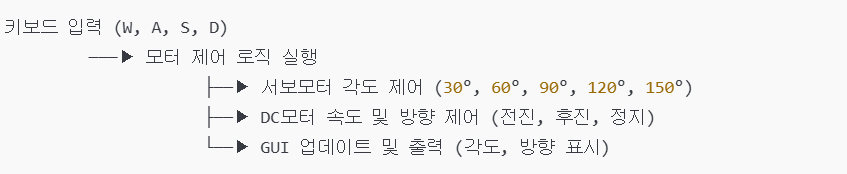 키보드 입력 (W, A, S, D)
──▶ 모터 제어 로직 실행
├─▶ 서보모터 각도 제어 (30°, 60°, 90°, 120°, 150°)
├─▶ DC모터 속도 및 방향 제어 (전진, 후진, 정지)
└─▶ GUI 업데이트 및 출력 (각도, 방향 표시)